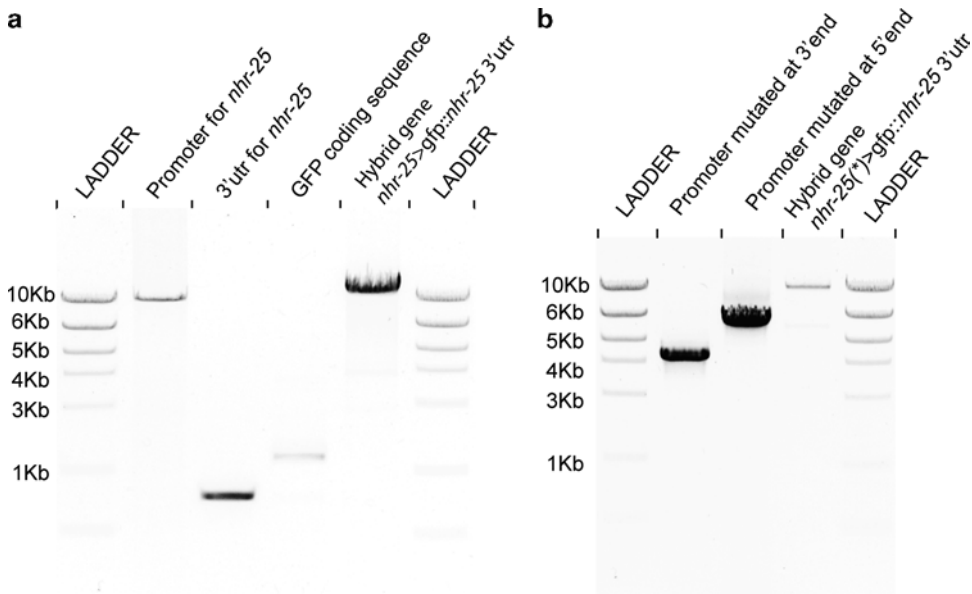 a
LADDER
Promoter for nhr-25
3'utr for nhr-25
GFP coding sequence
Hybrid gene
nhr-25>gfp::nhr-25 3'utr
LADDER
10Kb
6Kb
5Kb
4Kb
3Kb
1Kb
b
LADDER
Promoter mutated at 3'end
Promoter mutated at 5'end
Hybrid gene
nhr-25(*)>gfp::nhr-25 3'utr
LADDER
10Kb
6Kb
5Kb
4Kb
3Kb
1Kb